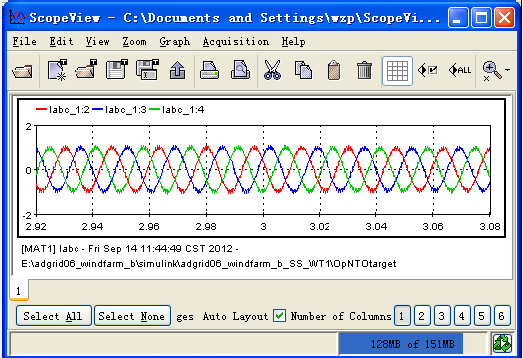 ScopeView - C:\Documents and Settings\wzp\ScopeVi...
File Edit View Zoom Graph Acquisition Help
ALL
Iabc_1:2 Iabc_1:3 Iabc_1:4
2
0
-2
2.92 2.94 2.96 2.98 3 3.02 3.04 3.06 3.08
[MAT1] Iabc - Fri Sep 14 11:44:49 CST 2012 -
E:\adgrid06_windfarm_b\simulink\adgrid06_windfarm_b_SS_WT1\OpNTOtarget
1
Select All Select None ges Auto Layout Number of Columns 1 2 3 4 5 6
128MB of 151MB